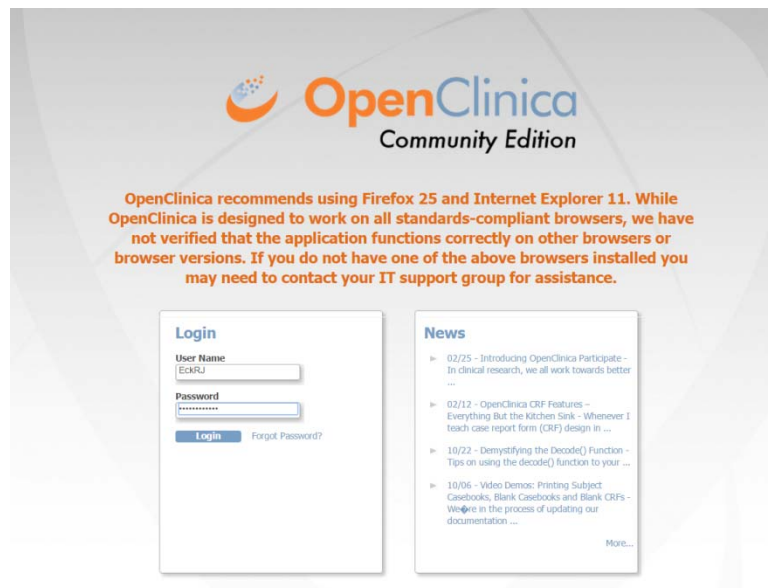 OpenClinica
Community Edition
OpenClinica recommends using Firefox 25 and Internet Explorer 11. While
OpenClinica is designed to work on all standards-compliant browsers, we have
not verified that the application functions correctly on other browsers or
browser versions. If you do not have one of the above browsers installed you
may need to contact your IT support group for assistance.
Login
User Name
EckRJ
Password
••••••••••••
Login Forgot Password?
News
02/25 - Introducing OpenClinica Participate -
In clinical research, we all work towards better
...
02/12 - OpenClinica CRF Features –
Everything But the Kitchen Sink - Whenever I
teach case report form (CRF) design in ...
10/22 - Demystifying the Decode() Function -
Tips on using the decode() function to your ...
10/06 - Video Demos: Printing Subject
Casebooks, Blank Casebooks and Blank CRFs -
We�re in the process of updating our
documentation ...
More...